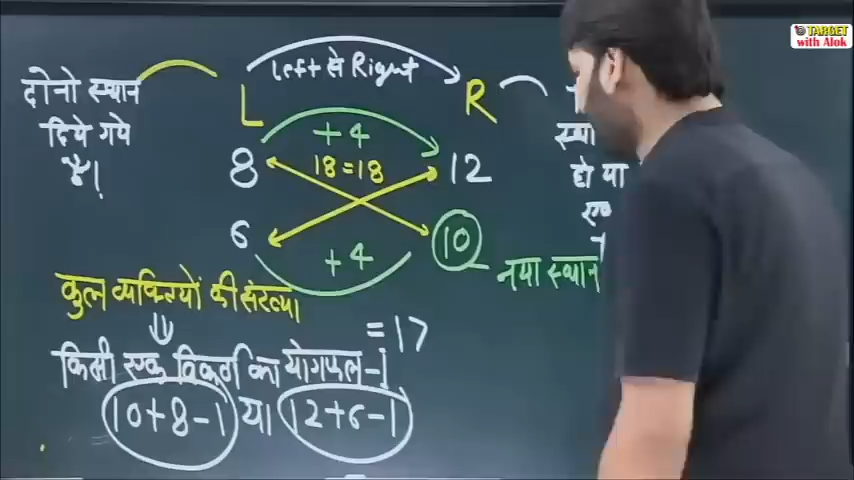 TARGET
with Alok
Left से Right
दोनो स्थान
दिये गये
है।
L
R
+4
8
18=18
12
6
10
+4
स्था
हो या
नया स्थान
कुल व्यक्तियों की संख्या
= 17
किसी एक विकर्ण का योगफल-1
10+8-1 या 12+6-1